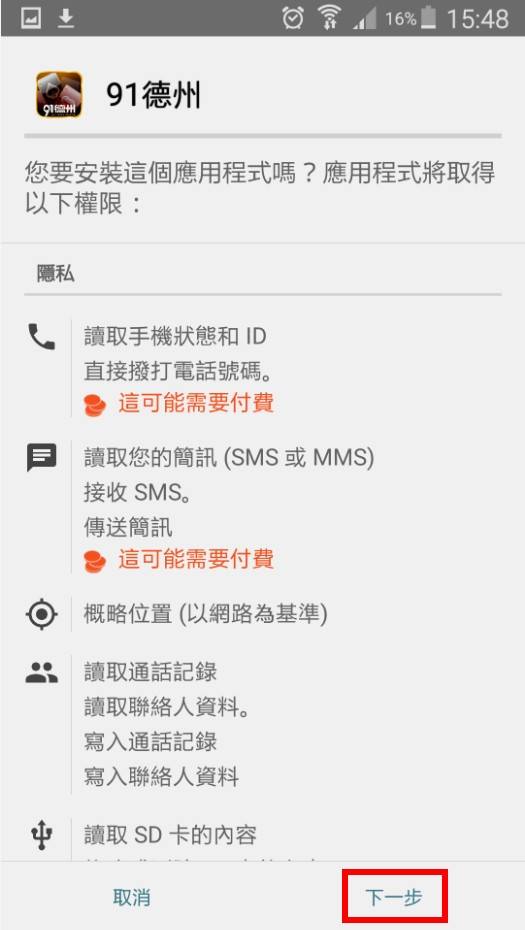 16% 15:48
91德州
91德州
您要安裝這個應用程式嗎？應用程式將取得
以下權限：
隱私
讀取手機狀態和 ID
直接撥打電話號碼。
這可能需要付費
讀取您的簡訊 (SMS 或 MMS)
接收 SMS。
傳送簡訊
這可能需要付費
概略位置 (以網路為基準)
讀取通話記錄
讀取聯絡人資料。
寫入通話記錄
寫入聯絡人資料
讀取 SD 卡的內容
取消
下一步